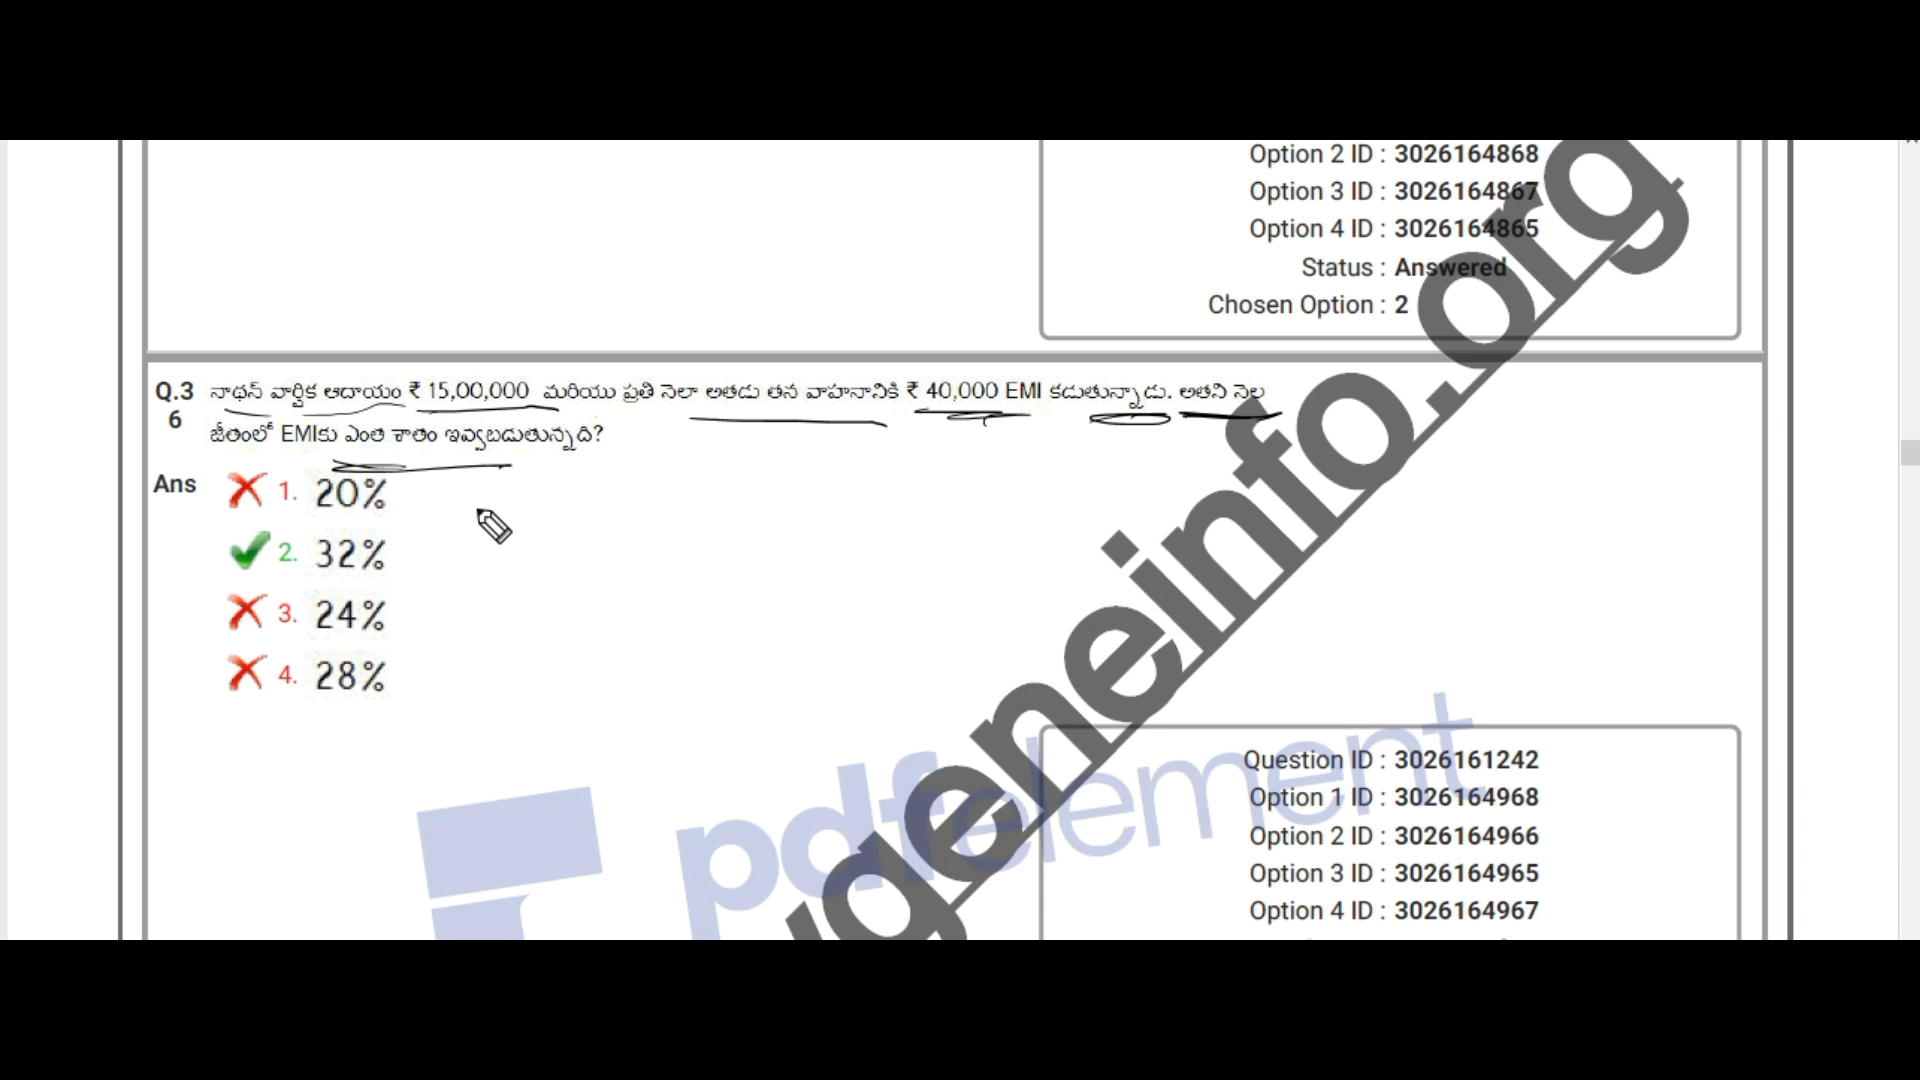 Option 2 ID : 3026164868
Option 3 ID : 3026164867
Option 4 ID : 3026164865
Status : Answered
Chosen Option : 2
Q.36 నాథన్ వార్షిక ఆదాయం ₹ 15,00,000 మరియు ప్రతి నెలా అతడు తన వాహనానికి ₹ 40,000 EMI కడుతున్నాడు. అతని నెల
జీతంలో EMIకు ఎంత శాతం ఇవ్వబడుతున్నది?
Ans
1. 20%
2. 32%
3. 24%
4. 28%
Question ID : 3026161242
Option 1 ID : 3026164968
Option 2 ID : 3026164966
Option 3 ID : 3026164965
Option 4 ID : 3026164967
pdfelement
geneinfo.org